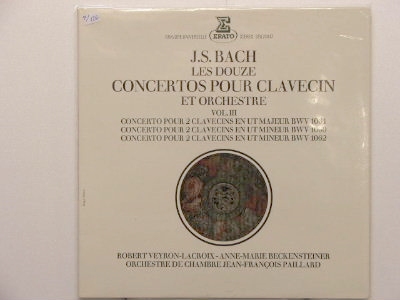 ERATO
J.S. BACH
LES DOUZE
CONCERTOS POUR CLAVECIN
ET ORCHESTRE
VOL. III
CONCERTO POUR 2 CLAVECINS EN UT MAJEUR BWV 1061
CONCERTO POUR 2 CLAVECINS EN UT MINEUR BWV 1060
CONCERTO POUR 2 CLAVECINS EN UT MINEUR BWV 1062
ROBERT VEYRON-LACROIX - ANNE-MARIE BECKENSTEINER
ORCHESTRE DE CHAMBRE JEAN-FRANÇOIS PAILLARD